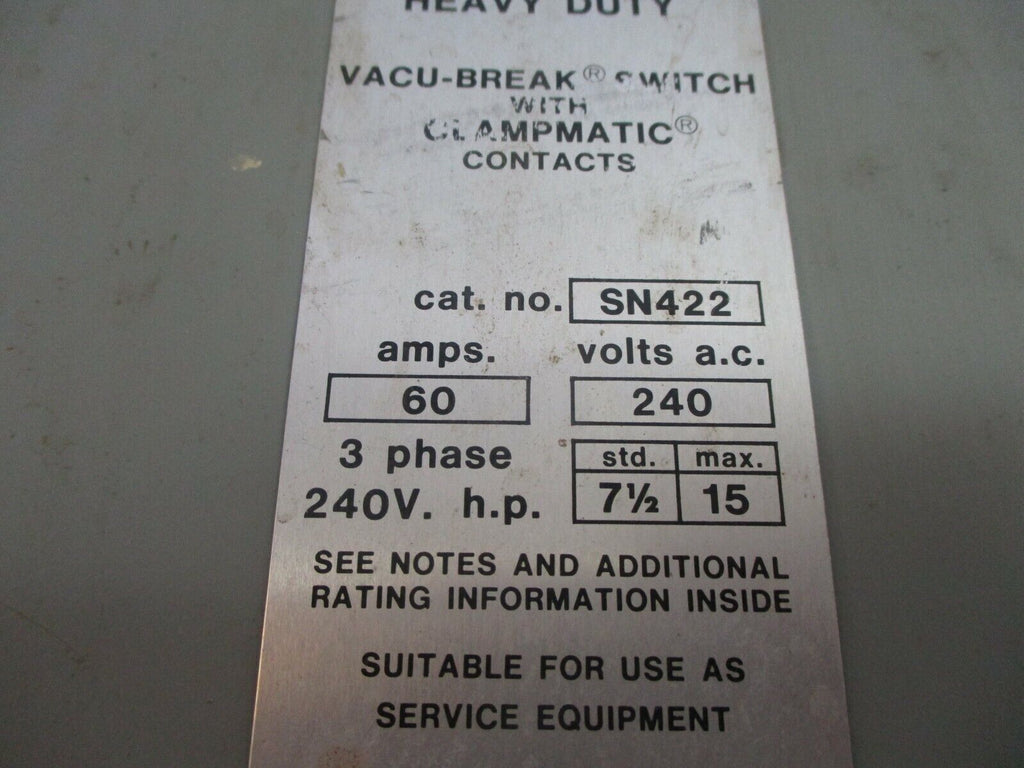 HEAVY DUTY
VACU-BREAK® SWITCH
WITH
CLAMPMATIC®
CONTACTS
cat. no. SN422
amps. volts a.c.
60 240
3 phase std. max.
240V. h.p. 7½ 15
SEE NOTES AND ADDITIONAL
RATING INFORMATION INSIDE
SUITABLE FOR USE AS
SERVICE EQUIPMENT